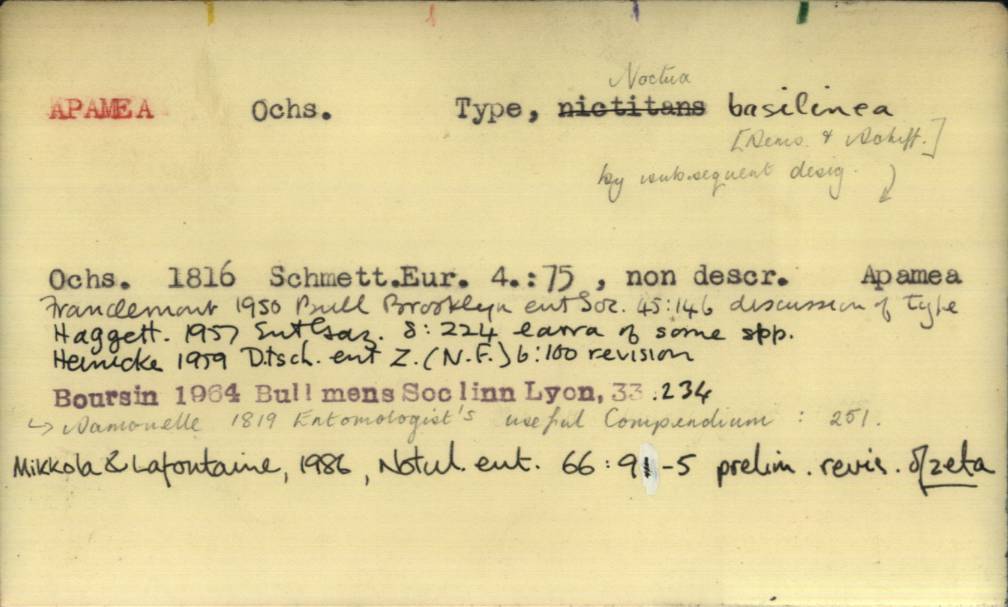 Noctua
APAMEA Ochs. Type, nictitans basilinea
[Denis. & Schiff.]
by subsequent desig.
Ochs. 1816 Schmett.Eur. 4.:75 , non descr. Apamea
Franclemont 1950 Bull Brooklyn ent Soc. 45:146 discussion of type
Haggett. 1957 Ent Gaz. 8:224 larva of some spp.
Heinicke 1959 Dtsch. ent Z. (N.F.) 6:100 revision
Boursin 1964 Bull mens Soc linn Lyon, 33.234
↳ Samouelle 1819 Entomologist's useful Compendium : 251.
Mikkola & Lafontaine, 1986, Notul. ent. 66:91-5 prelim. revis. of zeta